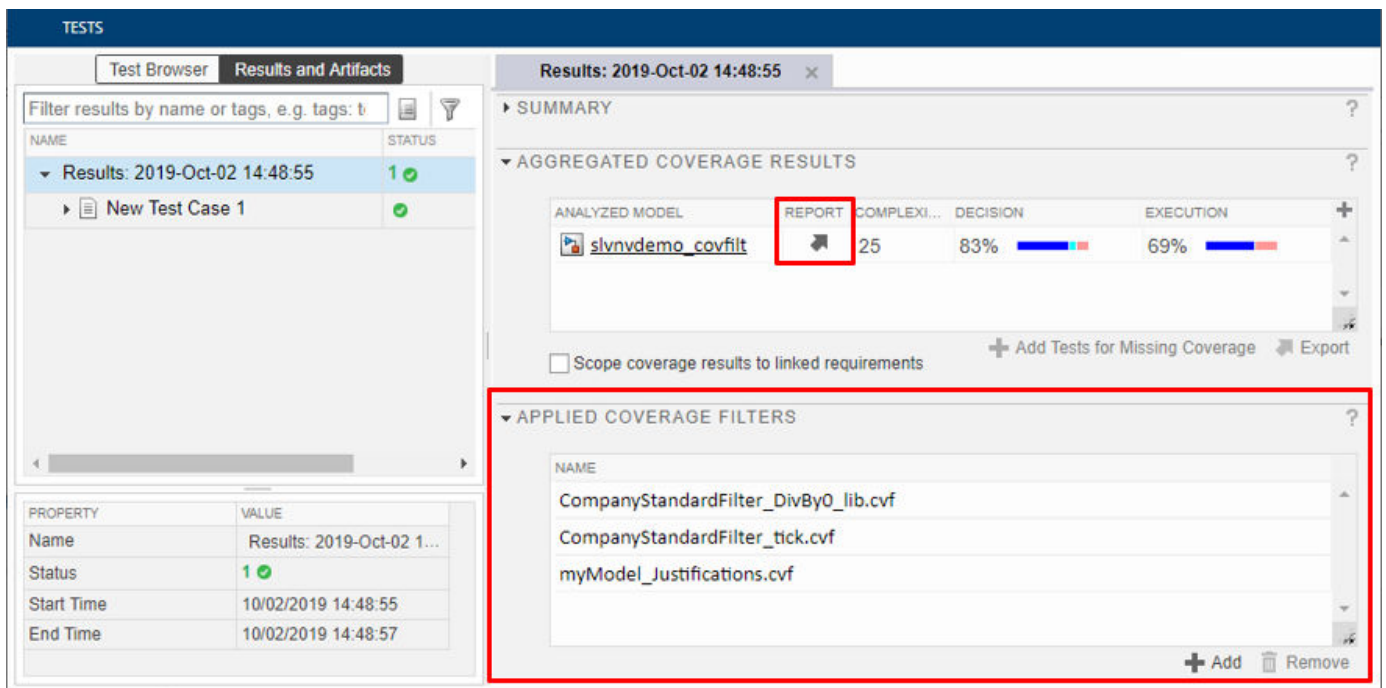 TESTS
Test Browser Results and Artifacts
Filter results by name or tags, e.g. tags: t
NAME STATUS
Results: 2019-Oct-02 14:48:55 1
New Test Case 1
PROPERTY VALUE
Name Results: 2019-Oct-02 1...
Status 1
Start Time 10/02/2019 14:48:55
End Time 10/02/2019 14:48:57
Results: 2019-Oct-02 14:48:55 ×
SUMMARY ?
AGGREGATED COVERAGE RESULTS ?
ANALYZED MODEL REPORT COMPLEXI... DECISION EXECUTION
slvnvdemo_covfilt 25 83% 69%
Add Tests for Missing Coverage Export
Scope coverage results to linked requirements
APPLIED COVERAGE FILTERS ?
NAME
CompanyStandardFilter_DivBy0_lib.cvf
CompanyStandardFilter_tick.cvf
myModel_Justifications.cvf
Add Remove